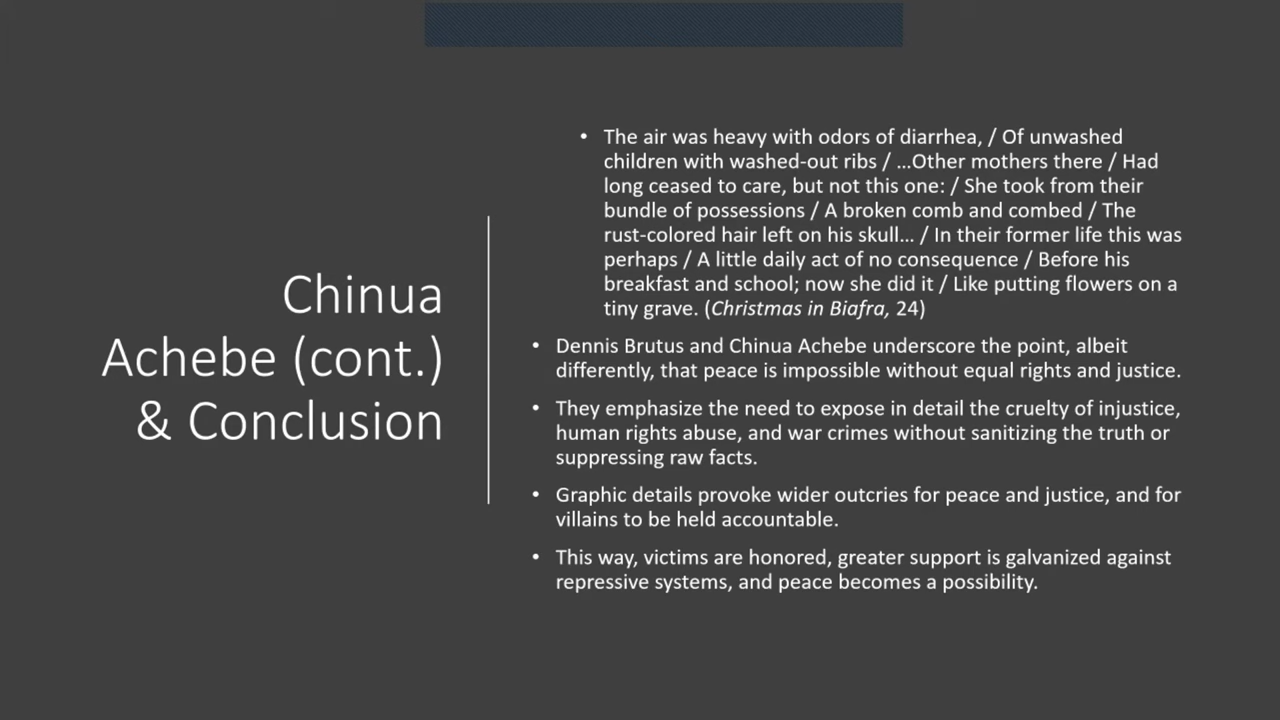 Chinua
Achebe (cont.)
& Conclusion
• The air was heavy with odors of diarrhea, / Of unwashed
children with washed-out ribs / …Other mothers there / Had
long ceased to care, but not this one: / She took from their
bundle of possessions / A broken comb and combed / The
rust-colored hair left on his skull… / In their former life this was
perhaps / A little daily act of no consequence / Before his
breakfast and school; now she did it / Like putting flowers on a
tiny grave. (Christmas in Biafra, 24)
• Dennis Brutus and Chinua Achebe underscore the point, albeit
differently, that peace is impossible without equal rights and justice.
• They emphasize the need to expose in detail the cruelty of injustice,
human rights abuse, and war crimes without sanitizing the truth or
suppressing raw facts.
• Graphic details provoke wider outcries for peace and justice, and for
villains to be held accountable.
• This way, victims are honored, greater support is galvanized against
repressive systems, and peace becomes a possibility.